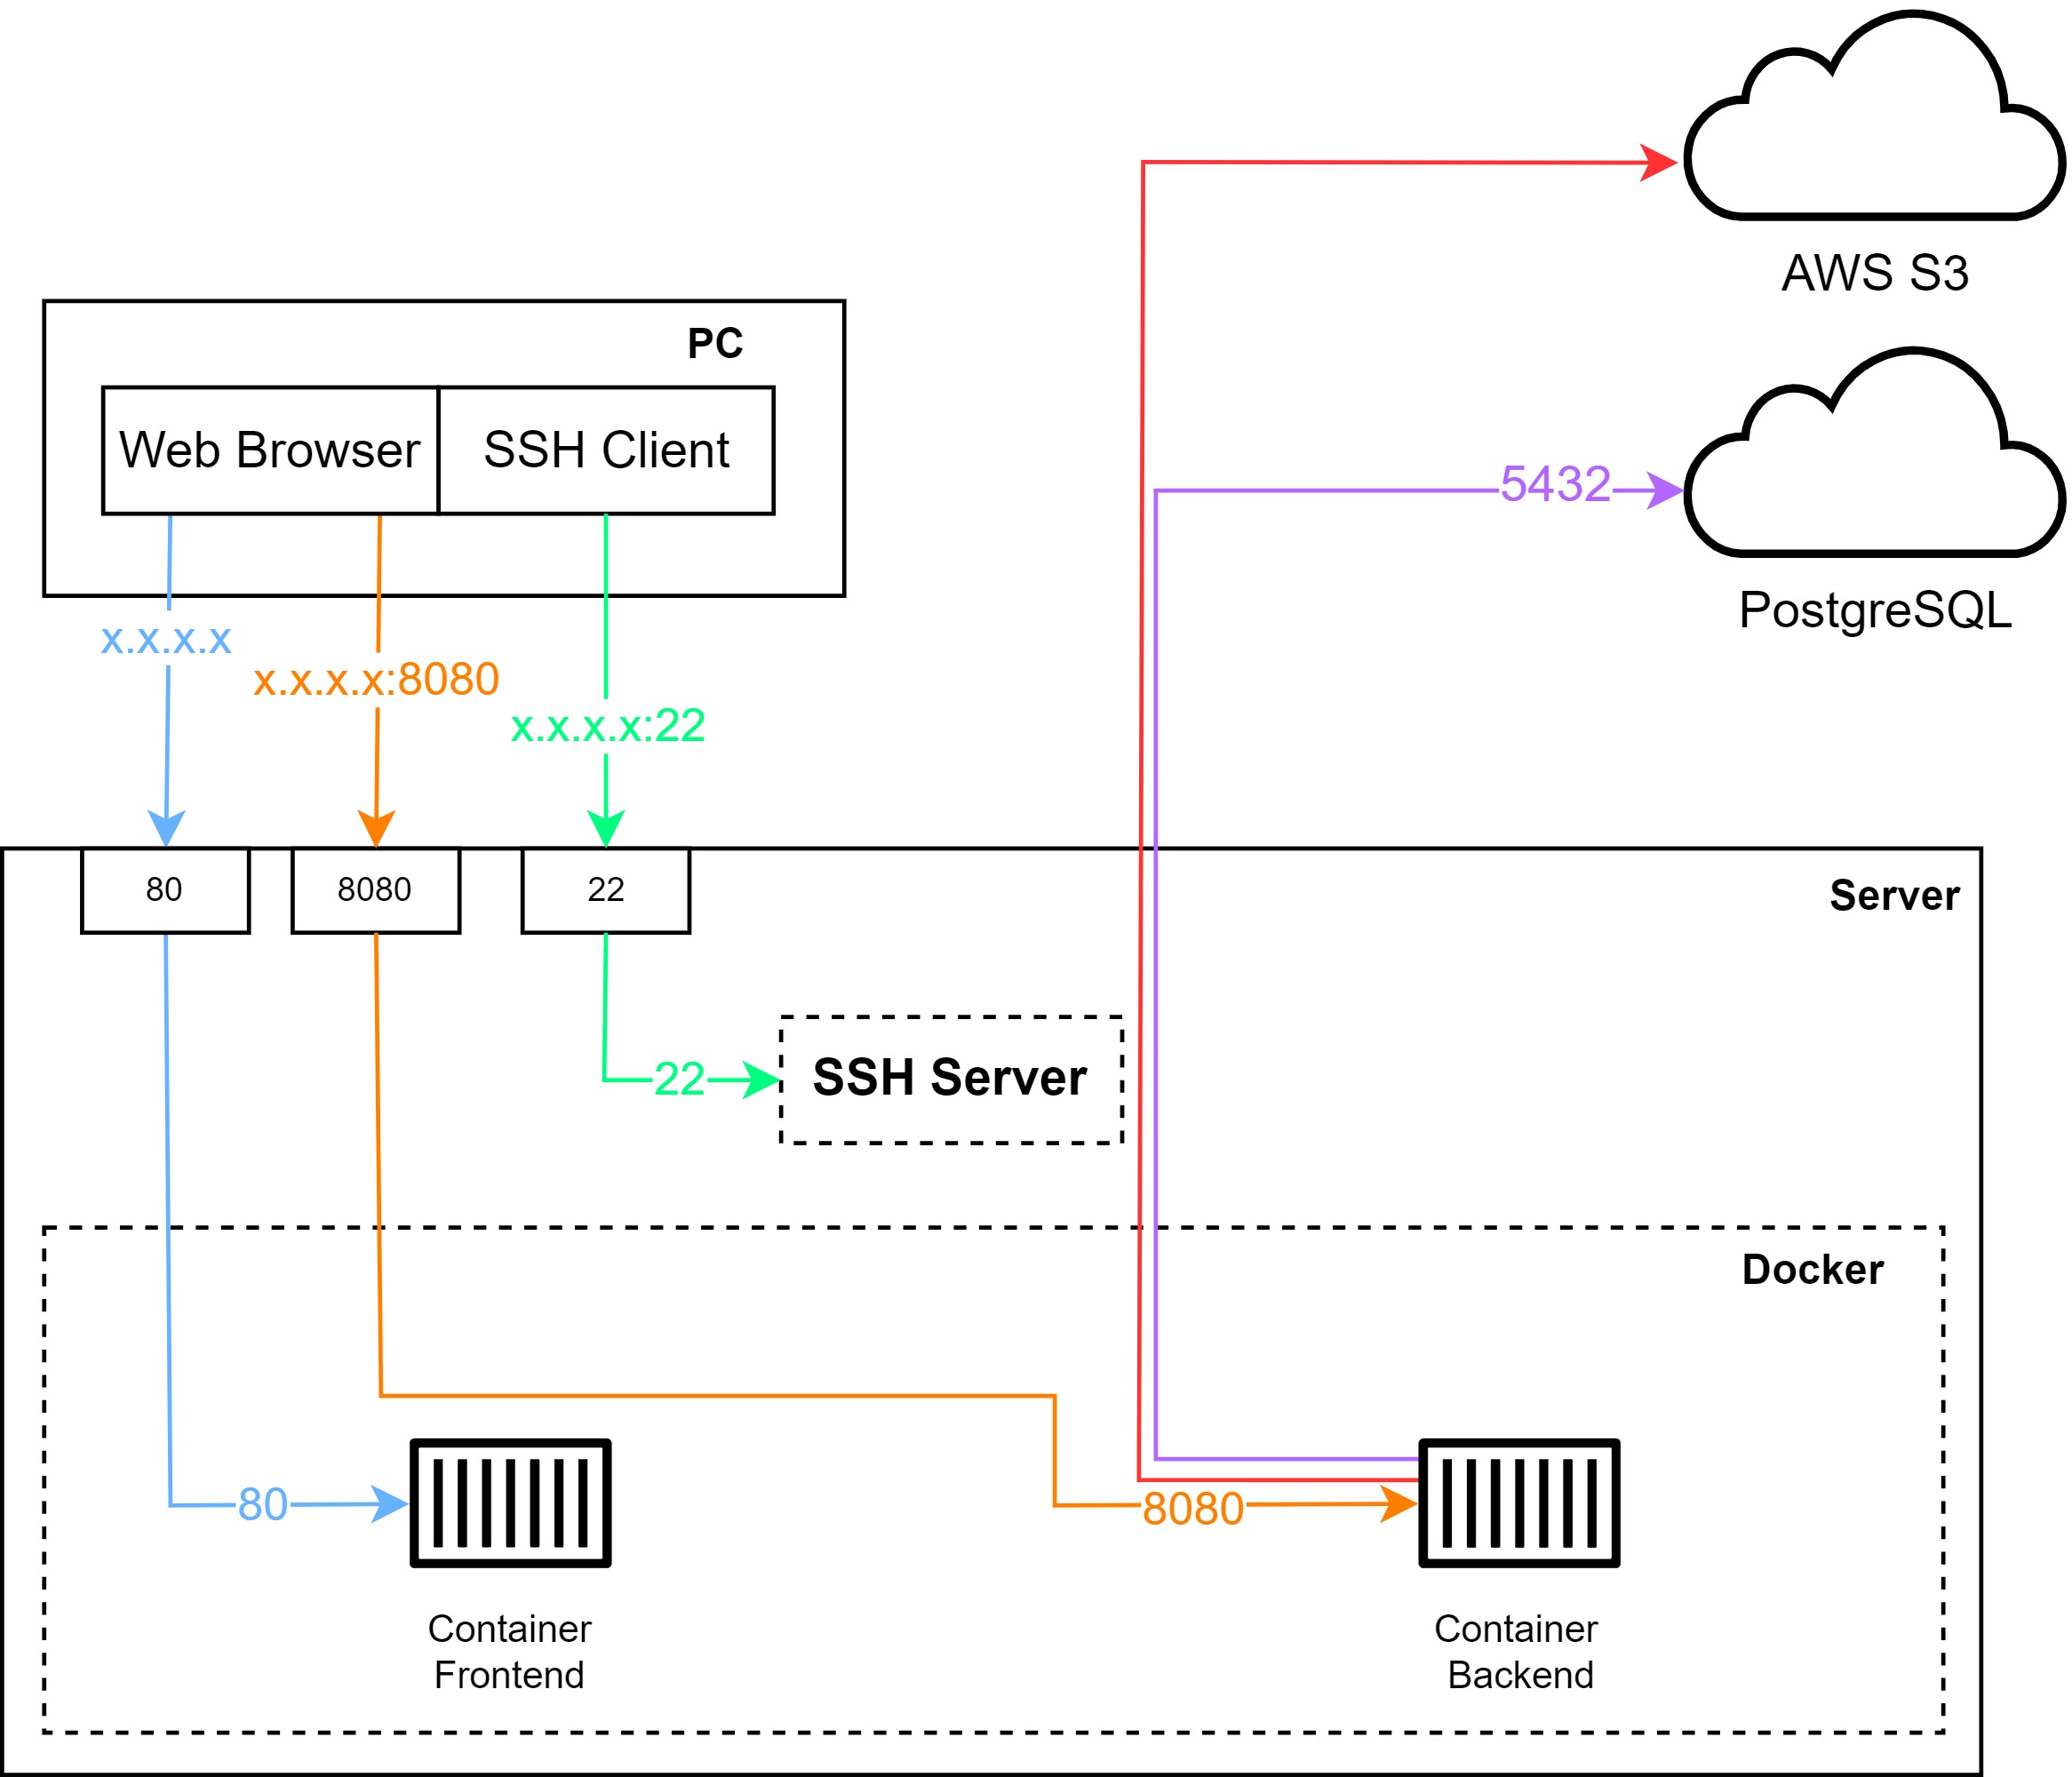 AWS S3
PC
Web Browser
SSH Client
5432
PostgreSQL
x.x.x.x
x.x.x.x:8080
x.x.x.x:22
80
8080
22
Server
SSH Server
22
Docker
80
8080
Container
Frontend
Container
Backend